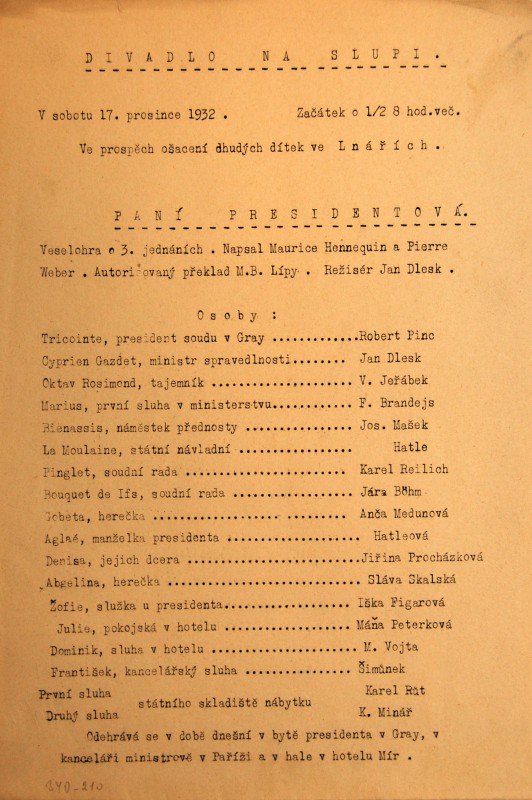 D I V A D L O  N A  S L U P I .
V sobotu 17. prosince 1932 . Začátek o 1/2 8 hod.več.
Ve prospěch ošacení dhudých dítek ve L n á ř í c h .
P A N Í  P R E S I D E N T O V Á.
Veselohra o 3. jednáních . Napsal Maurice Hennequin a Pierre
Weber . Autorisovaný překlad M.B. Lípy . Režisér Jan Dlesk .
O s o b y :
Tricointe, president soudu v Gray .............Robert Pinc
Cyprien Gazdet, ministr spravedlnosti........ Jan Dlesk
Oktav Rosimond, tajemník ..................... V. Jeřábek
Marius, první sluha v ministerstvu............ F. Brandejs
Bienassis, náměstek přednosty ................ Jos. Mašek
La Moulaine, státní návladní ................. Hatle
Pinglet, soudní rada ........................ Karel Reilich
Bouquet de Ifs, soudní rada .................. Jára Böhm
Gobeta, herečka .................. ......... Anča Medunová
Aglaé, manželka presidenta ................... Hatleová
Denisa, jejich dcera ..........................Jiřina Procházková
Abgelina, herečka ............................. Sláva Skalská
Žofie, služka u presidenta................... Iška Figarová
Julie, pokojská v hotelu ................... Máňa Peterková
Dominik, sluha v hotelu ..................... M. Vojta
František, kancelářský sluha ................ Šimůnek
První sluha Karel Růt
státního skladiště nábytku
Druhý sluha K. Minář
Odehrává se v době dnešní v bytě presidenta v Gray, v
kanceláři ministrově v Paříži a v hale v hotelu Mír .